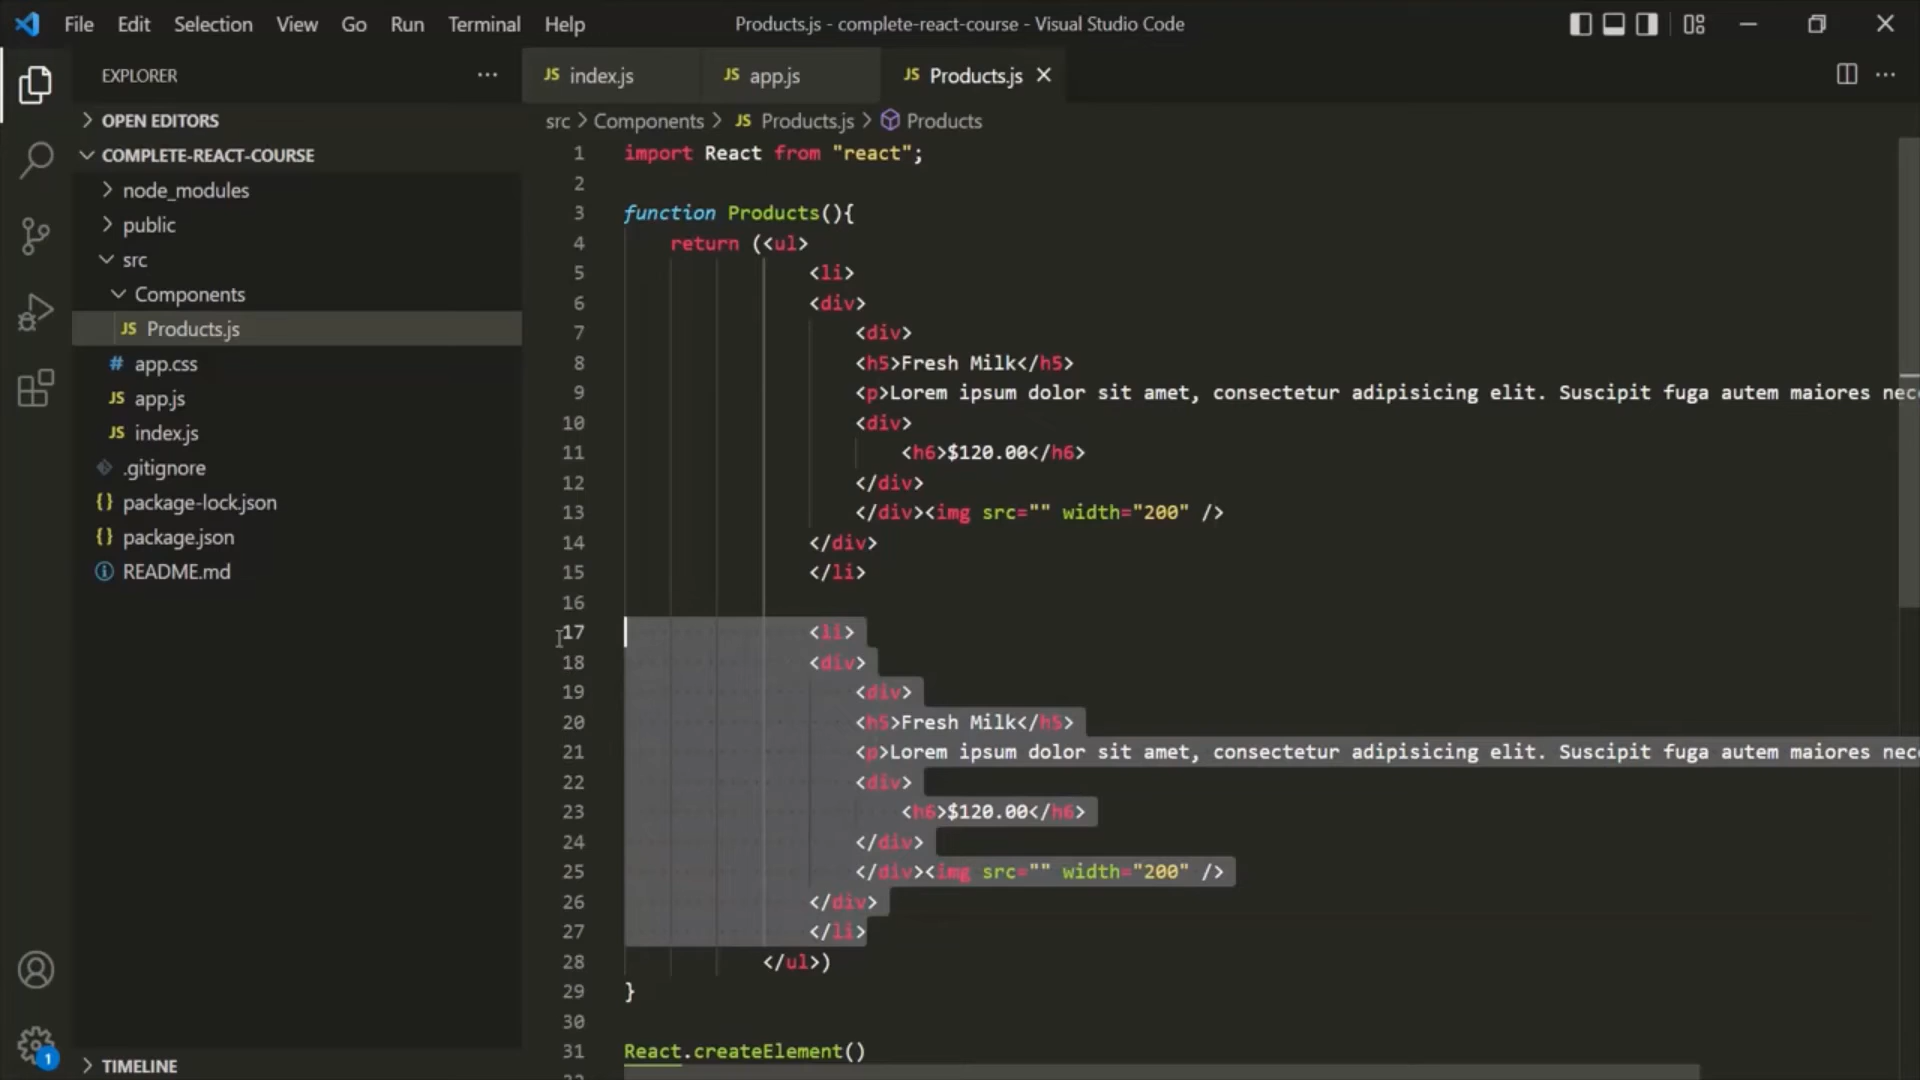 File Edit Selection View Go Run Terminal Help Products.js - complete-react-course - Visual Studio Code
EXPLORER
OPEN EDITORS
COMPLETE-REACT-COURSE
node_modules
public
src
Components
JS Products.js
# app.css
JS app.js
JS index.js
.gitignore
{} package-lock.json
{} package.json
README.md
1
TIMELINE
JS index.js JS app.js JS Products.js
src > Components > JS Products.js > Products
1 import React from "react";
2
3 function Products(){
4 return (<ul>
5 <li>
6 <div>
7 <div>
8 <h5>Fresh Milk</h5>
9 <p>Lorem ipsum dolor sit amet, consectetur adipisicing elit. Suscipit fuga autem maiores
10 <div>
11 <h6>$120.00</h6>
12 </div>
13 </div><img src="" width="200" />
14 </div>
15 </li>
16
17 <li>
18 <div>
19 <div>
20 <h5>Fresh Milk</h5>
21 <p>Lorem ipsum dolor sit amet, consectetur adipisicing elit. Suscipit fuga autem maiores
22 <div>
23 <h6>$120.00</h6>
24 </div>
25 </div><img src="" width="200" />
26 </div>
27 </li>
28 </ul>)
29 }
30
31 React.createElement()